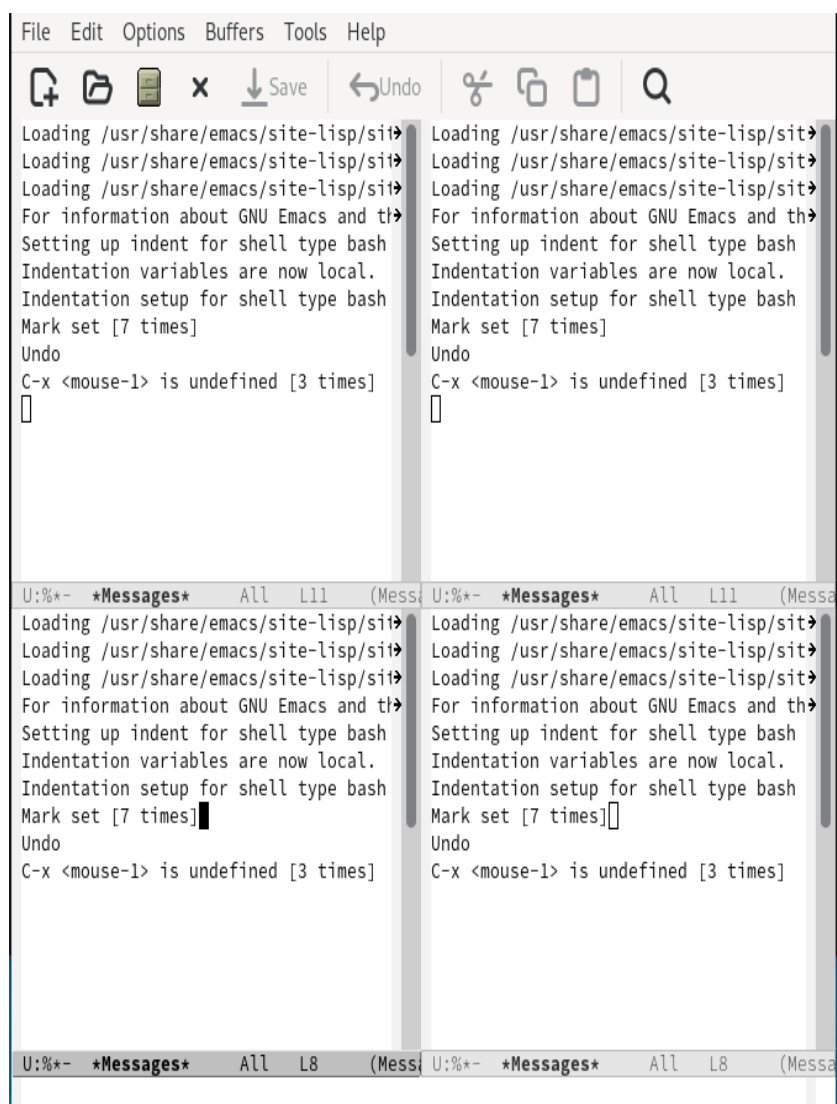 File Edit Options Buffers Tools Help
Save Undo
Loading /usr/share/emacs/site-lisp/sit
Loading /usr/share/emacs/site-lisp/sit
Loading /usr/share/emacs/site-lisp/sit
For information about GNU Emacs and th
Setting up indent for shell type bash
Indentation variables are now local.
Indentation setup for shell type bash
Mark set [7 times]
Undo
C-x <mouse-1> is undefined [3 times]
U:%*- *Messages* All L11 (Messa
Loading /usr/share/emacs/site-lisp/sit
Loading /usr/share/emacs/site-lisp/sit
Loading /usr/share/emacs/site-lisp/sit
For information about GNU Emacs and th
Setting up indent for shell type bash
Indentation variables are now local.
Indentation setup for shell type bash
Mark set [7 times]
Undo
C-x <mouse-1> is undefined [3 times]
U:%*- *Messages* All L11 (Messa
Loading /usr/share/emacs/site-lisp/sit
Loading /usr/share/emacs/site-lisp/sit
Loading /usr/share/emacs/site-lisp/sit
For information about GNU Emacs and th
Setting up indent for shell type bash
Indentation variables are now local.
Indentation setup for shell type bash
Mark set [7 times]
Undo
C-x <mouse-1> is undefined [3 times]
U:%*- *Messages* All L8 (Messa
Loading /usr/share/emacs/site-lisp/sit
Loading /usr/share/emacs/site-lisp/sit
Loading /usr/share/emacs/site-lisp/sit
For information about GNU Emacs and th
Setting up indent for shell type bash
Indentation variables are now local.
Indentation setup for shell type bash
Mark set [7 times]
Undo
C-x <mouse-1> is undefined [3 times]
U:%*- *Messages* All L8 (Messa